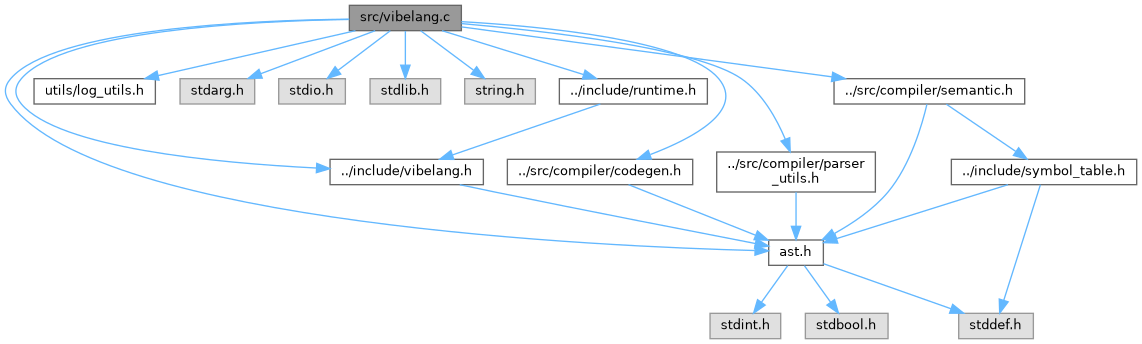 src/vibelang.c
utils/log_utils.h
stdarg.h
stdio.h
stdlib.h
string.h
../include/runtime.h
../src/compiler/semantic.h
../include/vibelang.h
../src/compiler/codegen.h
../src/compiler/parser
_utils.h
../include/symbol_table.h
ast.h
stdint.h
stdbool.h
stddef.h